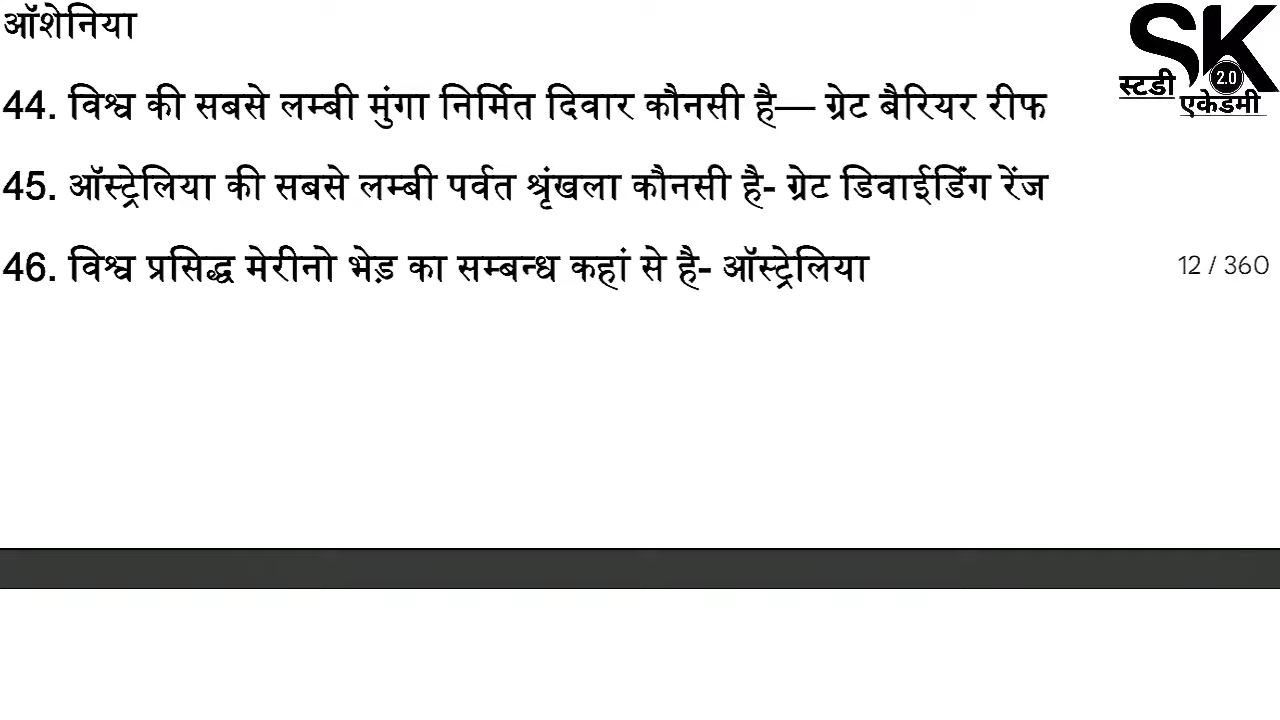 ऑशेनिया
SK
स्टडी 2.0
एकेडमी
44. विश्व की सबसे लम्बी मुंगा निर्मित दिवार कौनसी है— ग्रेट बैरियर रीफ
45. ऑस्ट्रेलिया की सबसे लम्बी पर्वत श्रृंखला कौनसी है- ग्रेट डिवाईडिंग रेंज
46. विश्व प्रसिद्ध मेरीनो भेड़ का सम्बन्ध कहां से है- ऑस्ट्रेलिया
12 / 360